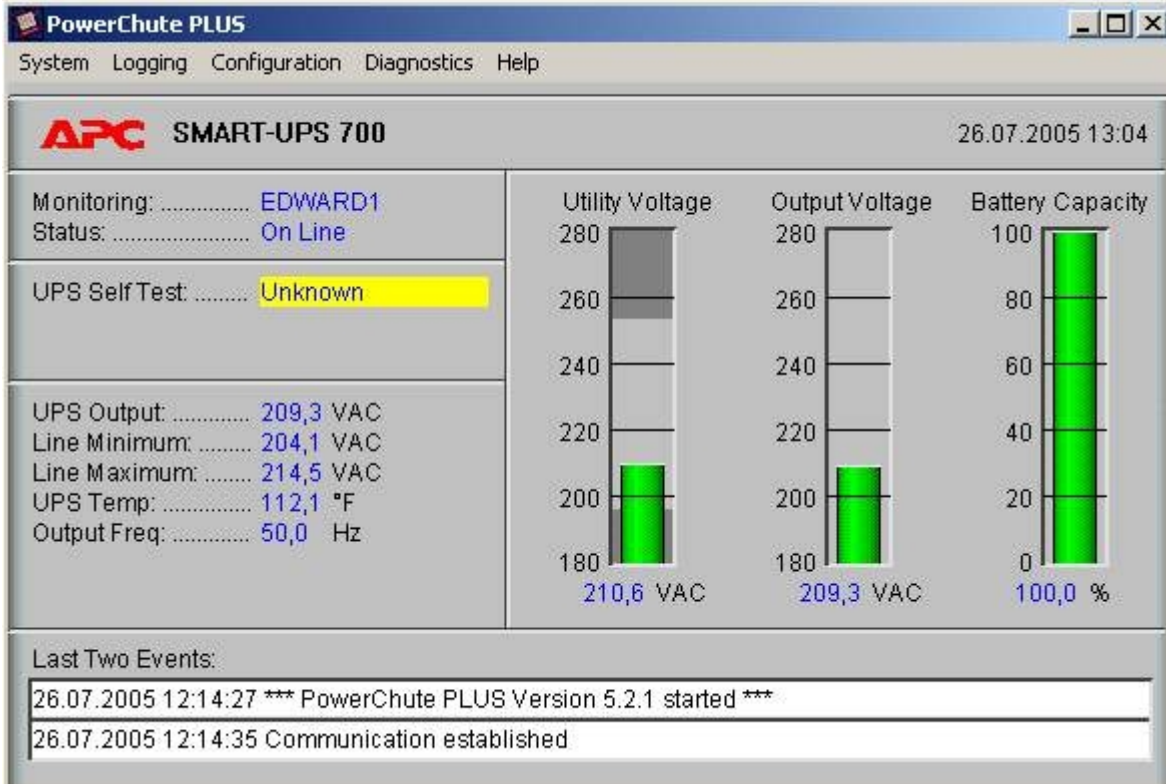 PowerChute PLUS
System Logging Configuration Diagnostics Help
APC SMART-UPS 700 26.07.2005 13:04
Monitoring: ............... EDWARD1
Status: ....................... On Line
UPS Self Test: ......... Unknown
UPS Output: ............. 209,3 VAC
Line Minimum: ......... 204,1 VAC
Line Maximum: ........ 214,5 VAC
UPS Temp: ................ 112,1 °F
Output Freq: ............. 50,0 Hz
Utility Voltage
280
260
240
220
200
180
210,6 VAC
Output Voltage
280
260
240
220
200
180
209,3 VAC
Battery Capacity
100
80
60
40
20
0
100,0 %
Last Two Events:
26.07.2005 12:14:27 *** PowerChute PLUS Version 5.2.1 started ***
26.07.2005 12:14:35 Communication established